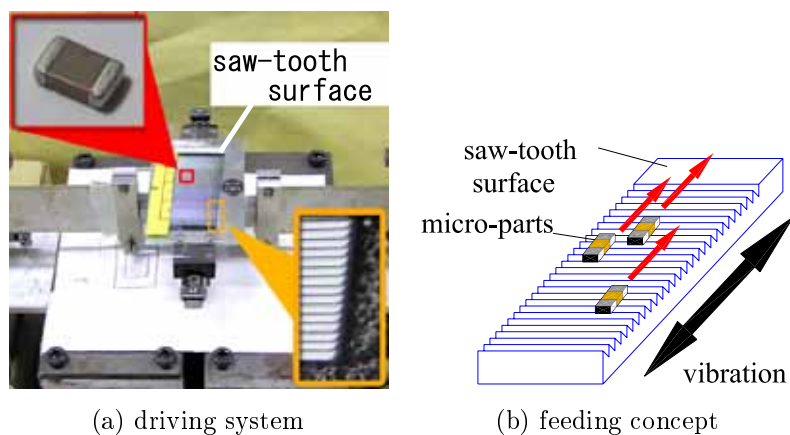 saw-tooth
surface
saw-tooth
surface
micro-parts
vibration
(a) driving system
(b) feeding concept